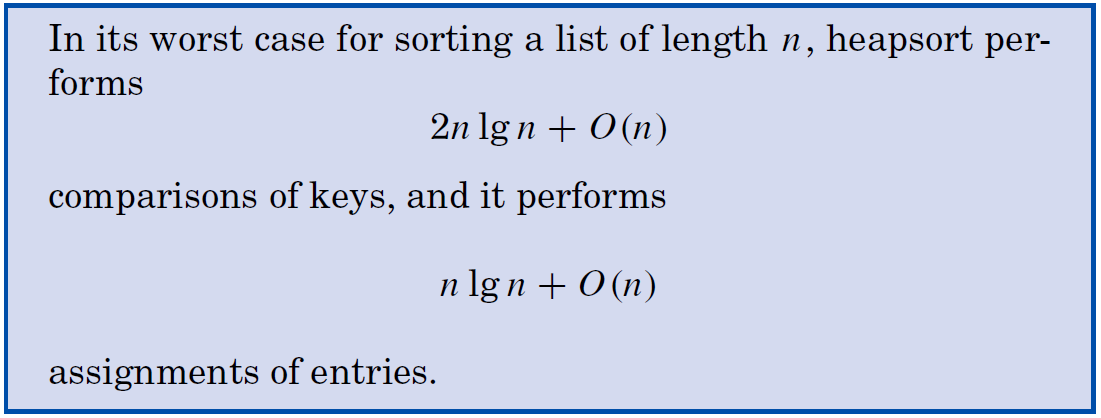 In its worst case for sorting a list of length n, heapsort per-
forms
2n lg n + O(n)
comparisons of keys, and it performs
n lg n + O(n)
assignments of entries.